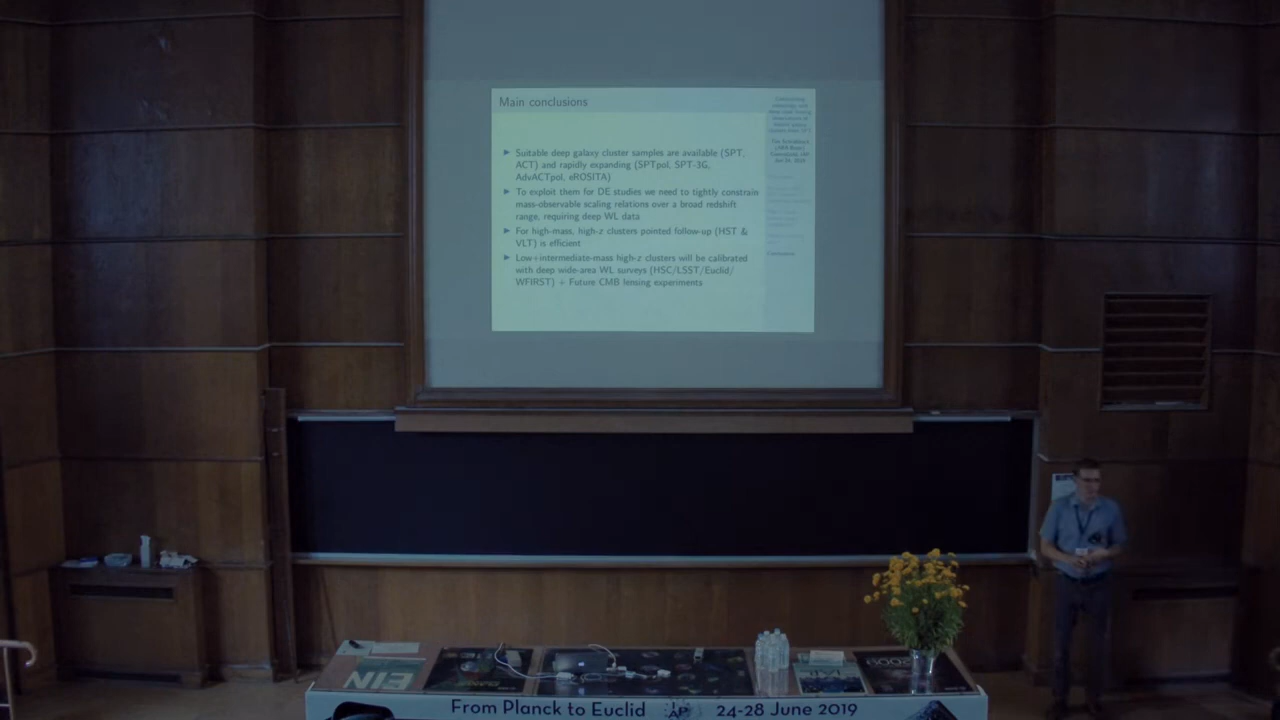 Main conclusions
► Suitable deep galaxy cluster samples are available (SPT,
ACT) and rapidly expanding (SPTpol, SPT-3G,
AdvACTpol, eROSITA)
► To exploit them for DE studies we need to tightly constrain
mass-observable scaling relations over a broad redshift
range, requiring deep WL data
► For high-mass, high-z clusters pointed follow-up (HST &
VLT) is efficient
► Low+intermediate-mass high-z clusters will be calibrated
with deep wide-area WL surveys (HSC/LSST/Euclid/
WFIRST) + Future CMB lensing experiments
From Planck to Euclid 24-28 June 2019